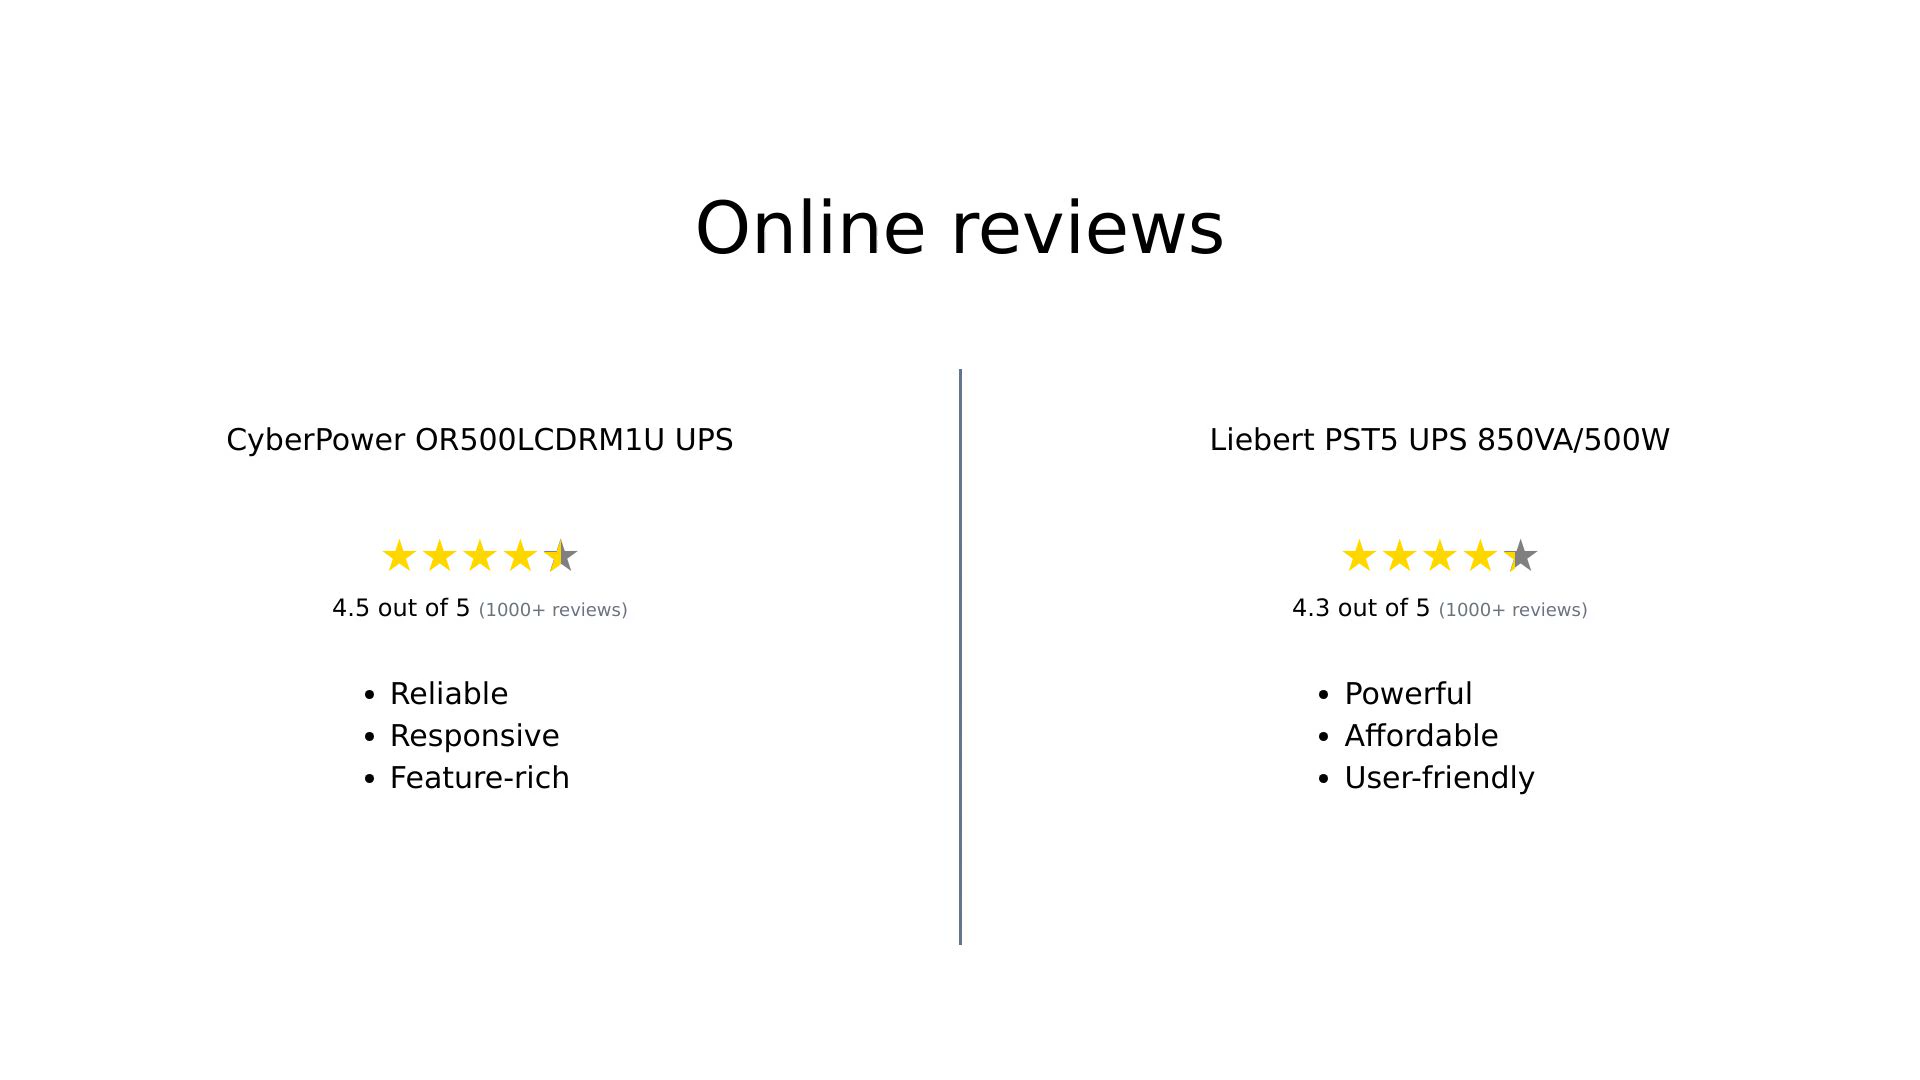 Online reviews
CyberPower OR500LCDRM1U UPS
4.5 out of 5 (1000+ reviews)
• Reliable
• Responsive
• Feature-rich
Liebert PST5 UPS 850VA/500W
4.3 out of 5 (1000+ reviews)
• Powerful
• Affordable
• User-friendly